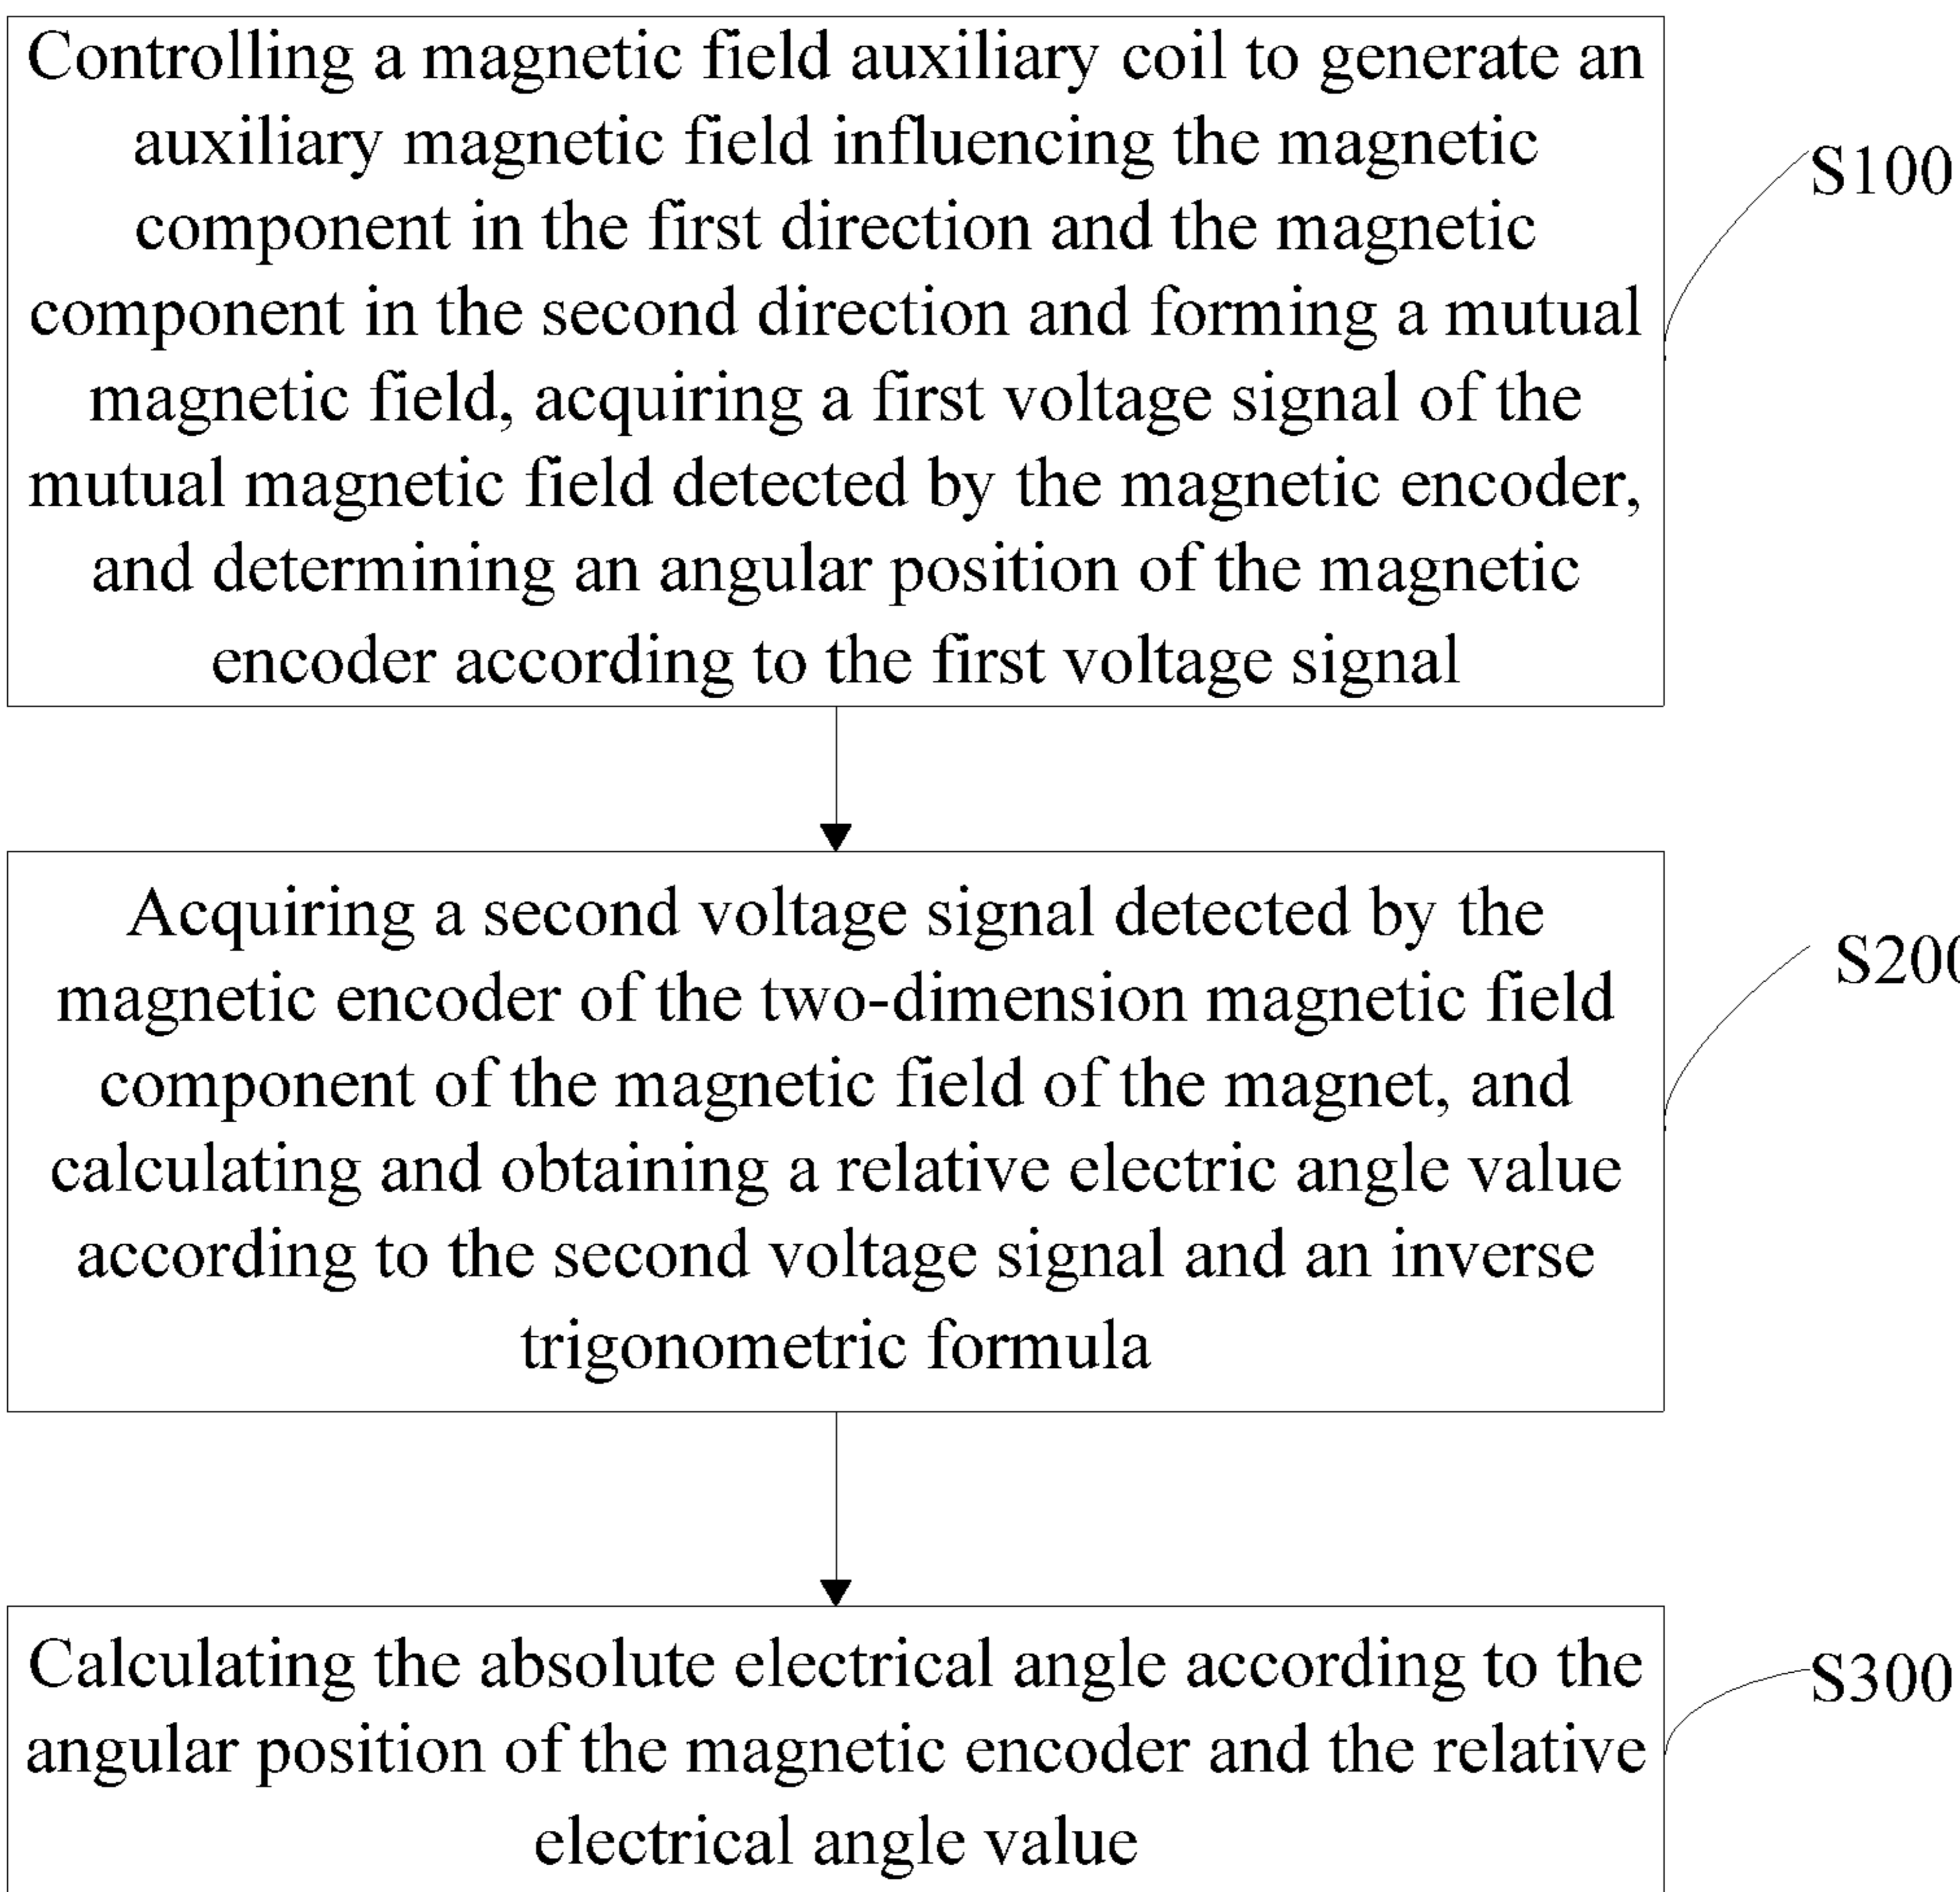 Controlling a magnetic field auxiliary coil to generate an
auxiliary magnetic field influencing the magnetic
component in the first direction and the magnetic
component in the second direction and forming a mutual
magnetic field, acquiring a first voltage signal of the
mutual magnetic field detected by the magnetic encoder,
and determining an angular position of the magnetic
encoder according to the first voltage signal
S100
Acquiring a second voltage signal detected by the
magnetic encoder of the two-dimension magnetic field
component of the magnetic field of the magnet, and
calculating and obtaining a relative electric angle value
according to the second voltage signal and an inverse
trigonometric formula
S200
Calculating the absolute electrical angle according to the
angular position of the magnetic encoder and the relative
electrical angle value
S300